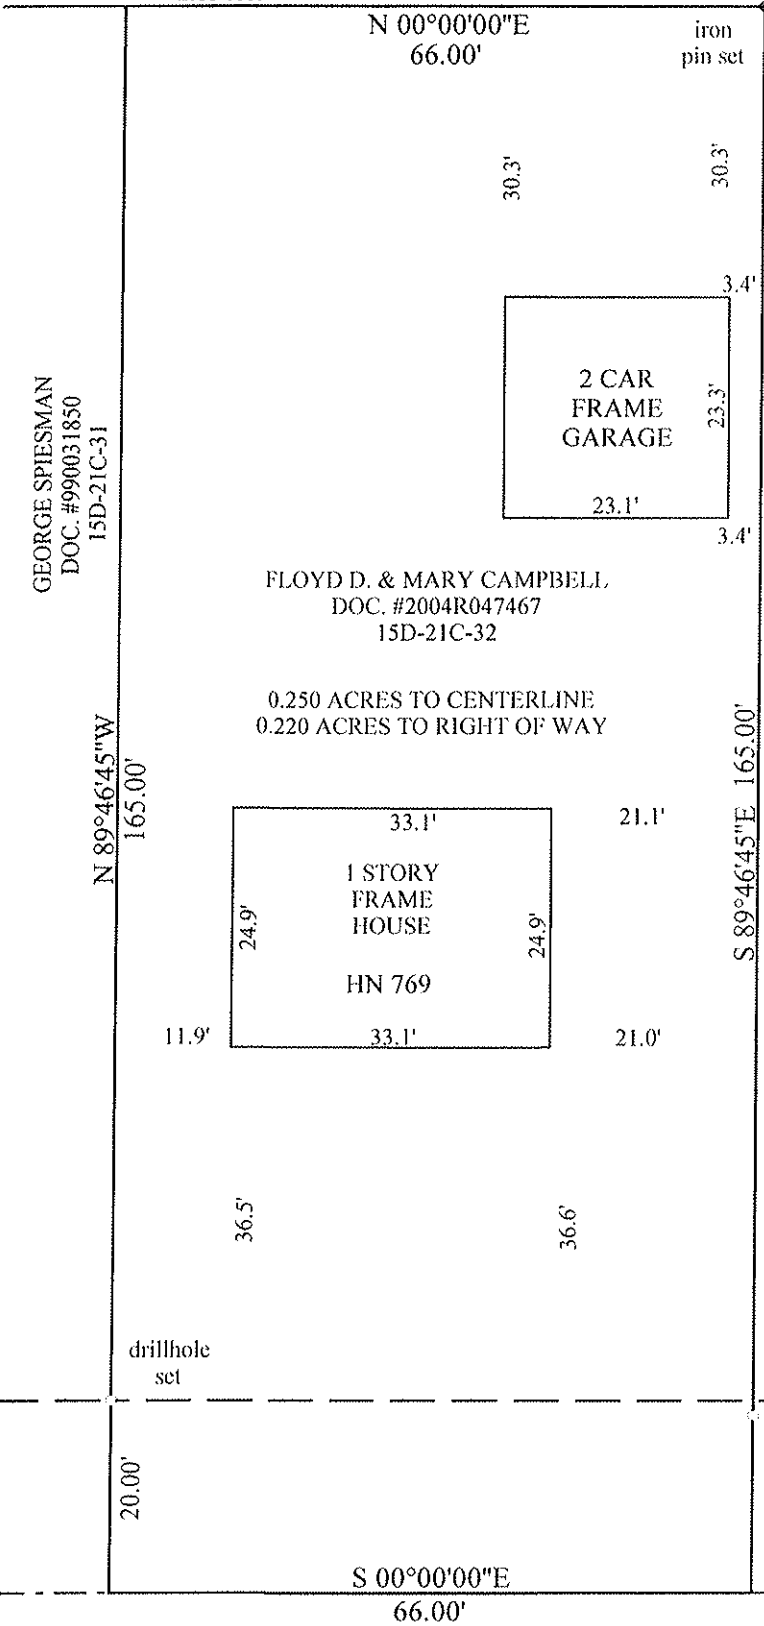 N 00°00'00"E
66.00'
iron
pin set
30.3'
30.3'
3.4'
2 CAR
FRAME
GARAGE
23.3'
23.1'
3.4'
GEORGE SPIESMAN
DOC. #990031850
15D-21C-31
FLOYD D. & MARY CAMPBELL
DOC. #2004R047467
15D-21C-32
0.250 ACRES TO CENTERLINE
0.220 ACRES TO RIGHT OF WAY
N 89°46'45"W
165.00'
S 89°46'45"E 165.00'
33.1'
21.1'
1 STORY
FRAME
HOUSE
24.9'
24.9'
HN 769
11.9'
33.1'
21.0'
36.5'
36.6'
drillhole
set
20.00'
S 00°00'00"E
66.00'